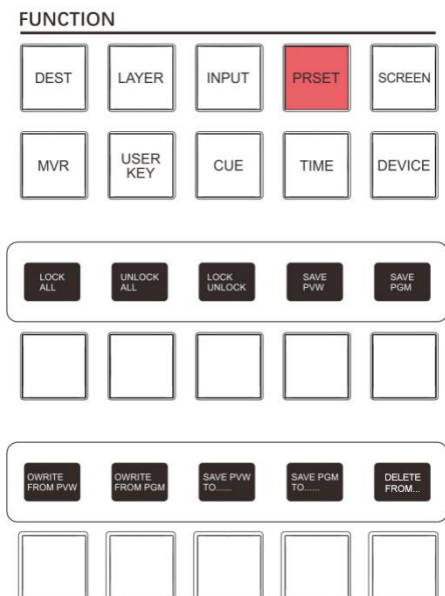 FUNCTION
DEST
LAYER
INPUT
PRSET
SCREEN
MVR
USER
KEY
CUE
TIME
DEVICE
LOCK
ALL
UNLOCK
ALL
LOCK
UNLOCK
SAVE
PVW
SAVE
PGM
OWRITE
FROM PVW
OWRITE
FROM PGM
SAVE PVW
TO......
SAVE PGM
TO......
DELETE
FROM...